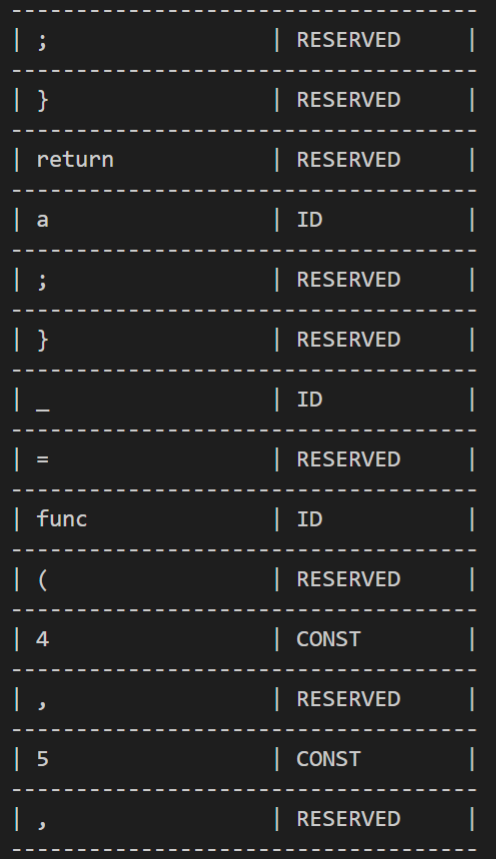 ------------------------------------
| ;                 | RESERVED     |
------------------------------------
| }                 | RESERVED     |
------------------------------------
| return            | RESERVED     |
------------------------------------
| a                 | ID           |
------------------------------------
| ;                 | RESERVED     |
------------------------------------
| }                 | RESERVED     |
------------------------------------
| _                 | ID           |
------------------------------------
| =                 | RESERVED     |
------------------------------------
| func              | ID           |
------------------------------------
| (                 | RESERVED     |
------------------------------------
| 4                 | CONST        |
------------------------------------
| ,                 | RESERVED     |
------------------------------------
| 5                 | CONST        |
------------------------------------
| ,                 | RESERVED     |
------------------------------------